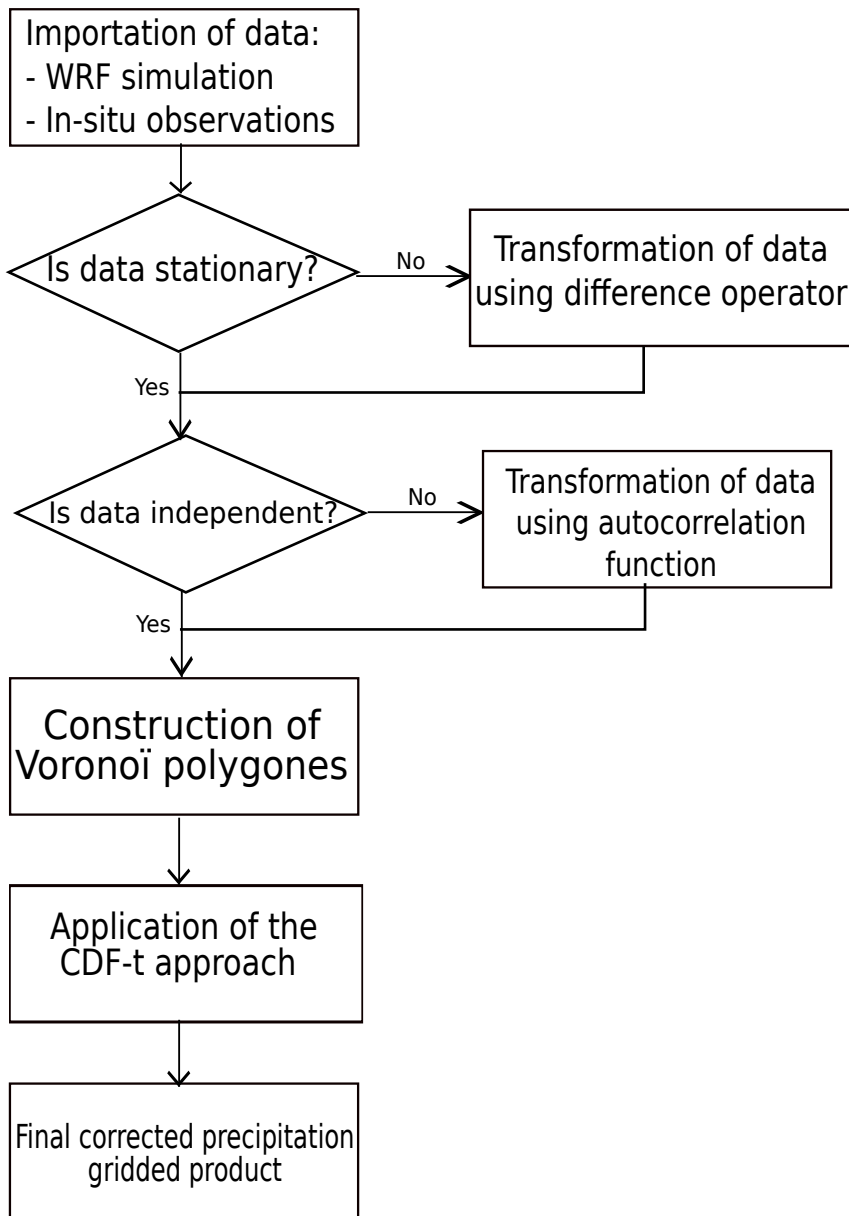 Importation of data:
- WRF simulation
- In-situ observations
Is data stationary?
No
Transformation of data
using difference operator
Yes
Is data independent?
No
Transformation of data
using autocorrelation
function
Yes
Construction of
Voronoï polygones
Application of the
CDF-t approach
Final corrected precipitation
gridded product